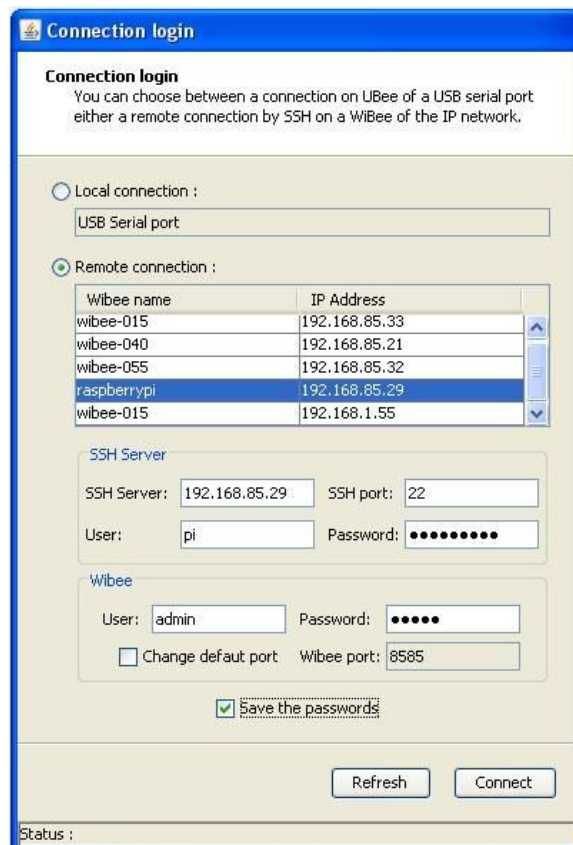 Connection login
Connection login
You can choose between a connection on UBee of a USB serial port
either a remote connection by SSH on a WiBee of the IP network.
Local connection :
USB Serial port
Remote connection :
Wibee name IP Address
wibee-015 192.168.85.33
wibee-040 192.168.85.21
wibee-055 192.168.85.32
raspberrypi 192.168.85.29
wibee-015 192.168.1.55
SSH Server
SSH Server: 192.168.85.29 SSH port: 22
User: pi Password: ●●●●●●●●●
Wibee
User: admin Password: ●●●●●
Change defaut port Wibee port: 8585
Save the passwords
Refresh Connect
Status :